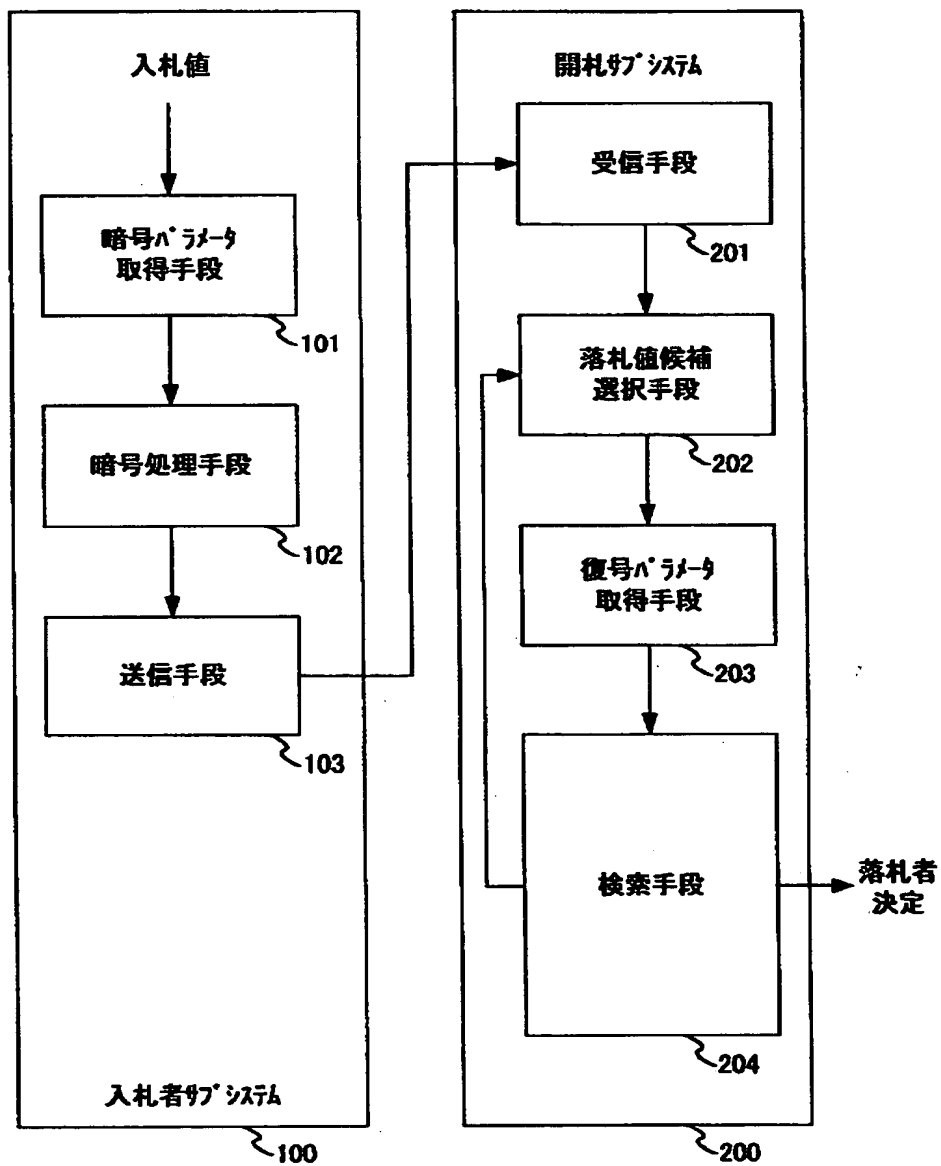 入札値
暗号パラメータ
取得手段
101
暗号処理手段
102
送信手段
103
入札者サブシステム
100
開札サブシステム
受信手段
201
落札値候補
選択手段
202
復号パラメータ
取得手段
203
検索手段
204
落札者
決定
200